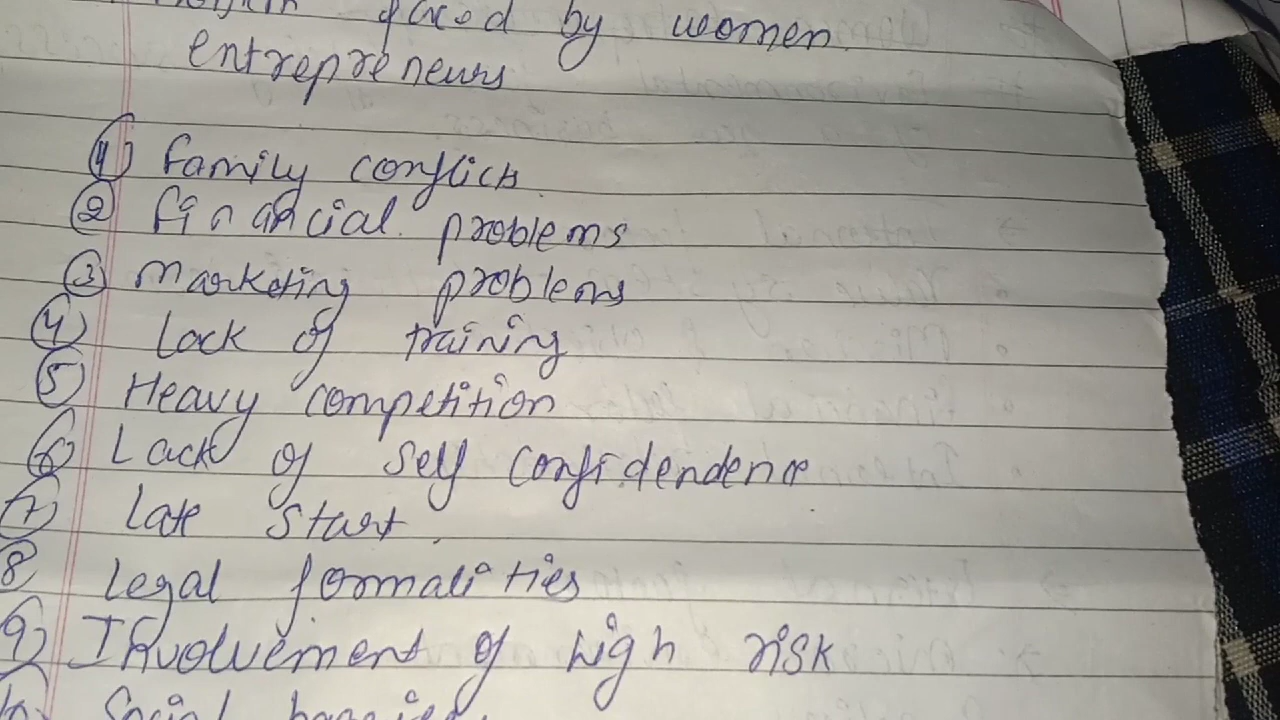 faced by women
entrepreneurs
1) family conflicts
2) financial problems
3) marketing problems
4) Lack of training
5) Heavy competition
6) Lack of self confidendence
7) Late start
8) Legal formalities
9) Involvement of high risk
Social